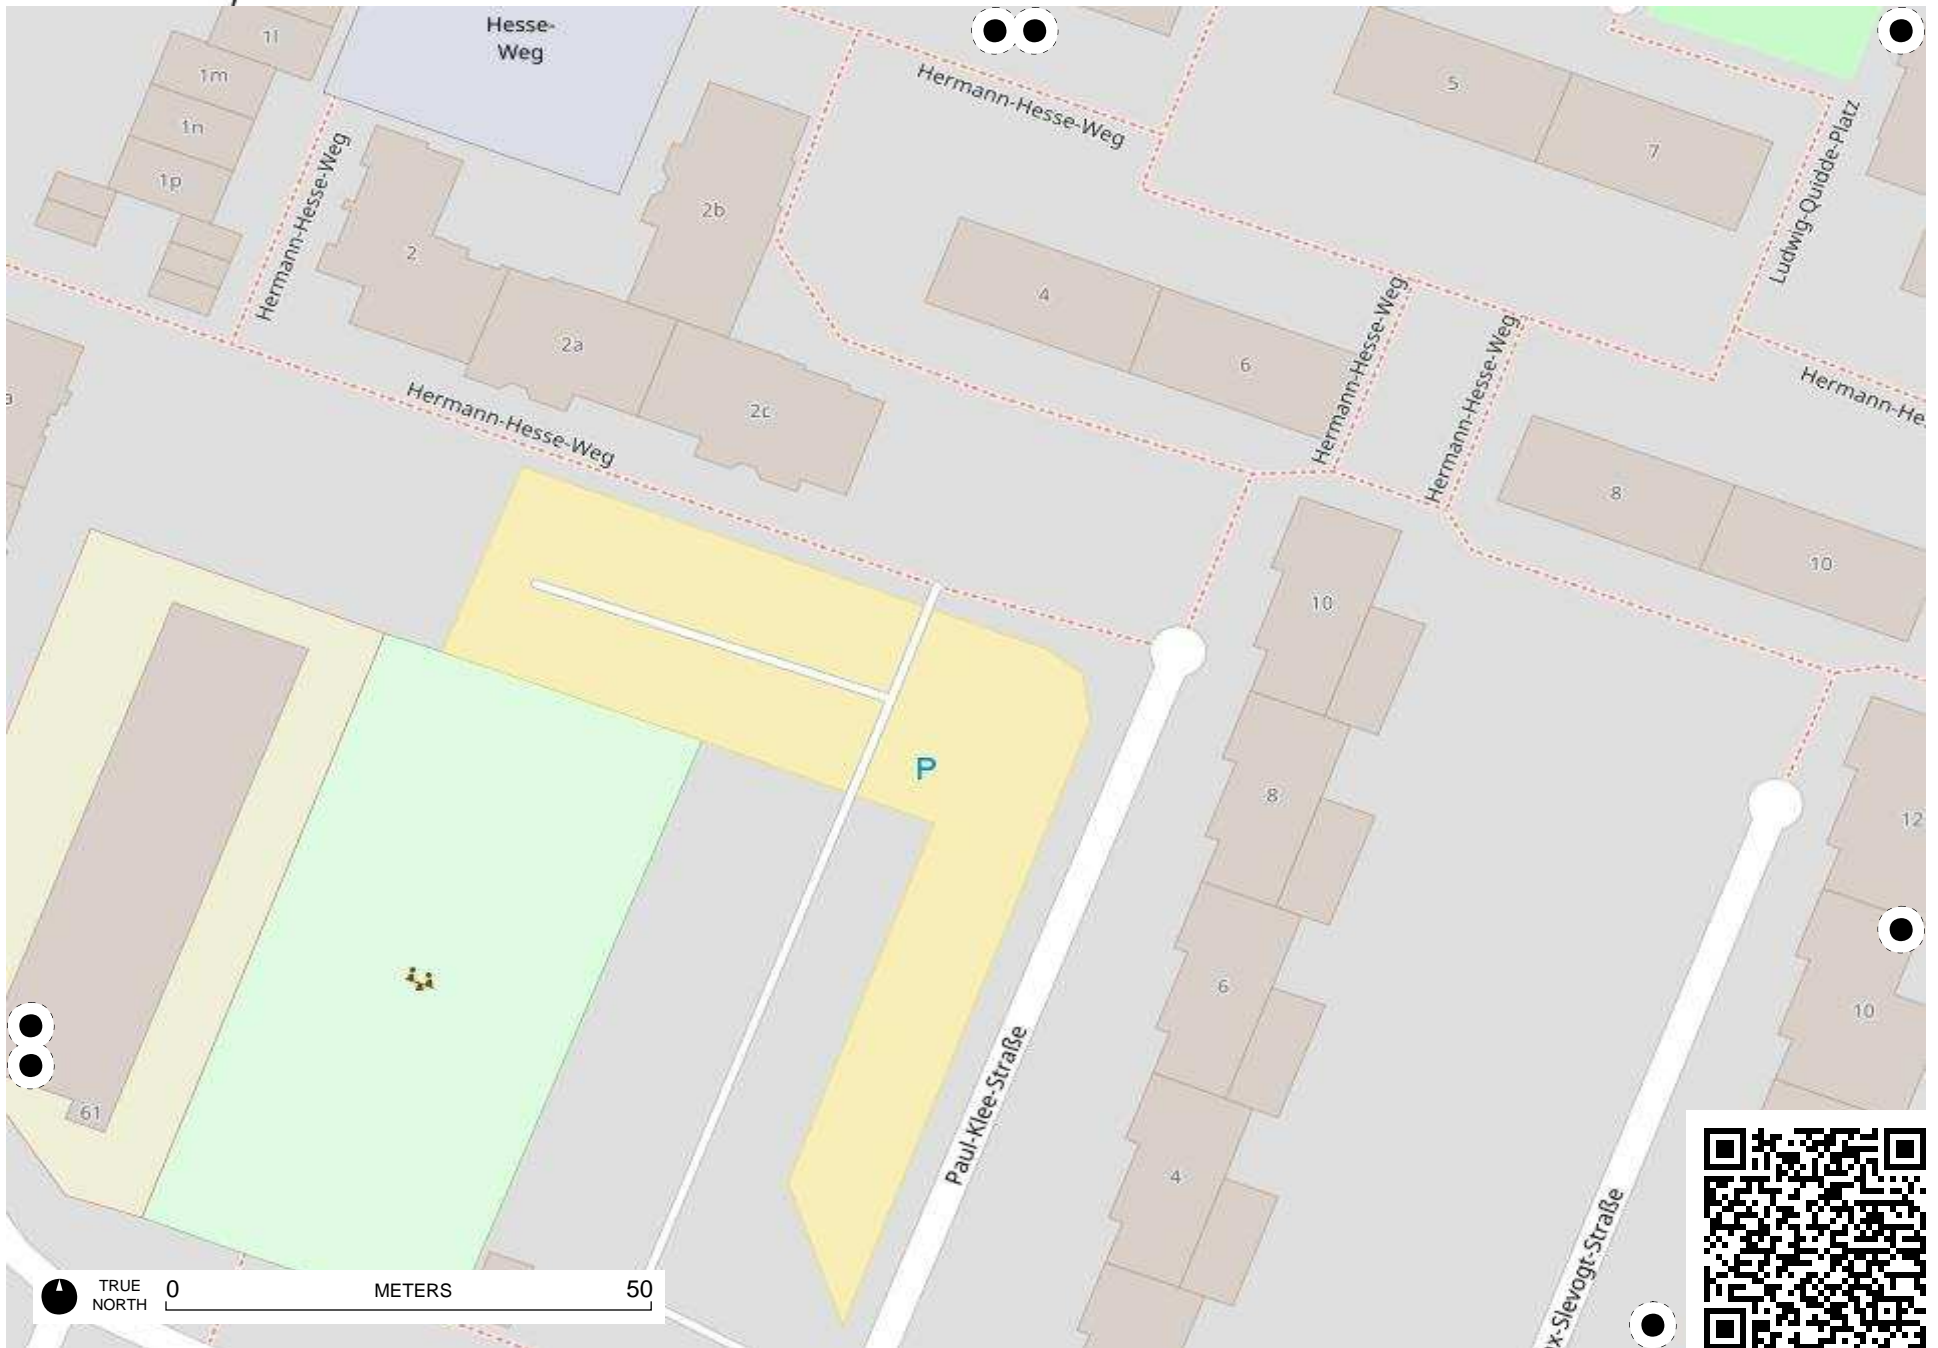 Hesse-
Weg
1l
1m
1n
1p
Hermann-Hesse-Weg
2
2b
2a
2c
Hermann-Hesse-Weg
Hermann-Hesse-Weg
5
7
Ludwig-Quidde-Platz
4
6
Hermann-Hesse-Weg
Hermann-Hesse-Weg
Hermann-He
a
8
10
10
8
6
4
P
12
10
61
Paul-Klee-Straße
x-Slevogt-Straße
TRUE
NORTH
0 METERS 50